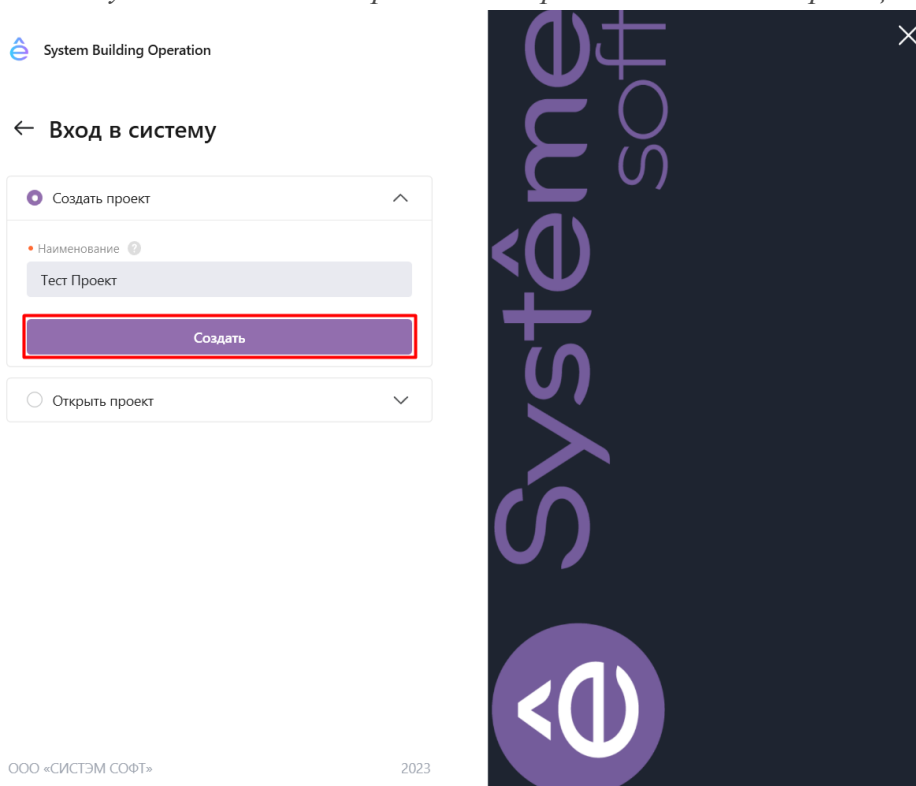 System Building Operation
← Вход в систему
Создать проект
• Наименование ?
Тест Проект
Создать
Открыть проект
ООО «СИСТЭМ СОФТ»
2023
Systême
soft
ê